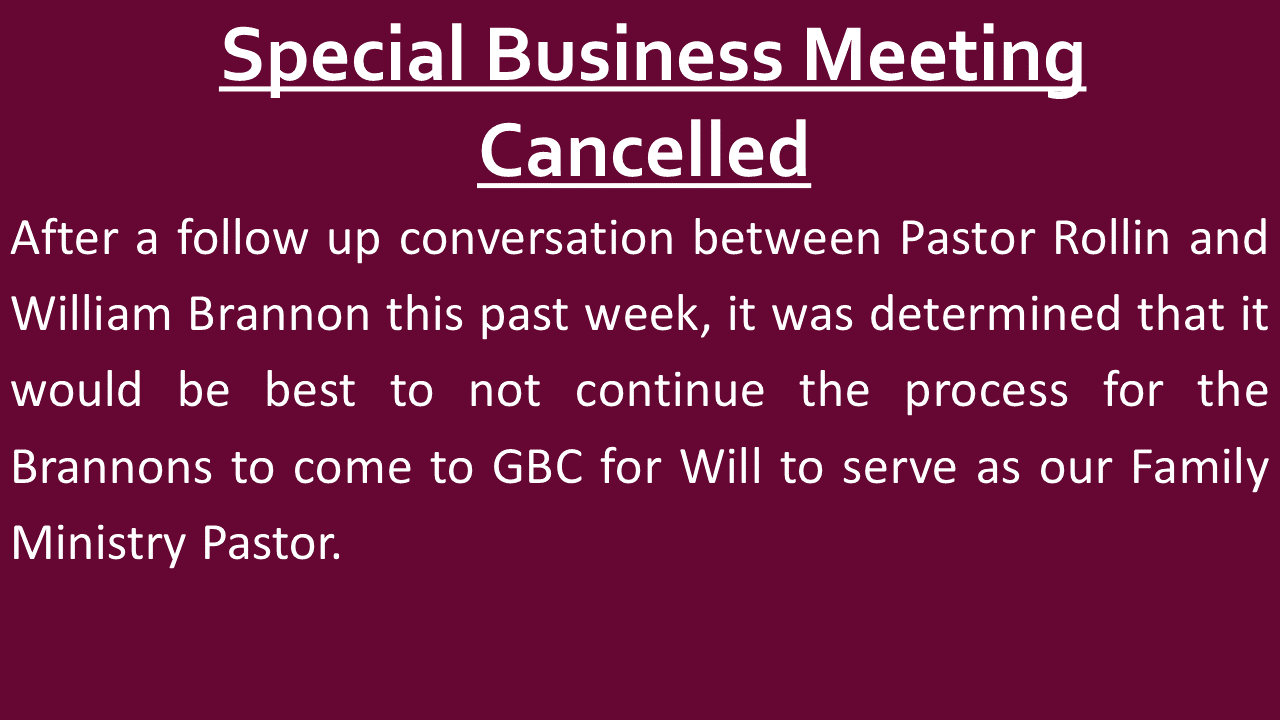 Special Business Meeting
Cancelled
After a follow up conversation between Pastor Rollin and
William Brannon this past week, it was determined that it
would be best to not continue the process for the
Brannons to come to GBC for Will to serve as our Family
Ministry Pastor.